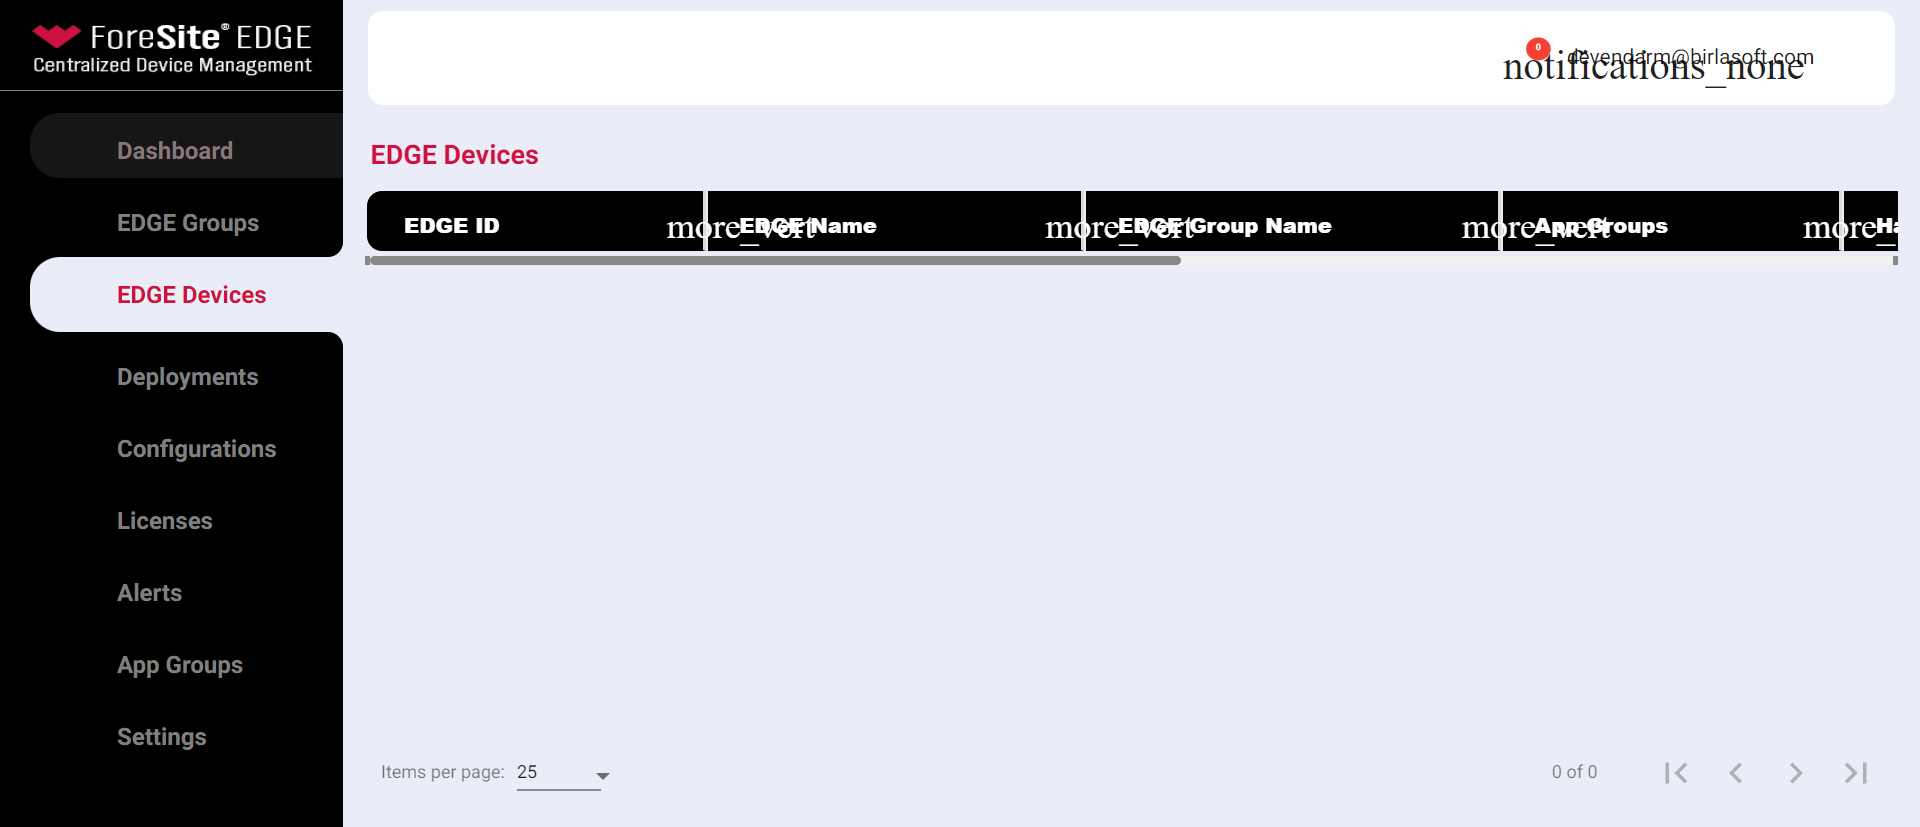 ForeSite® EDGE
Centralized Device Management
Dashboard
EDGE Groups
EDGE Devices
Deployments
Configurations
Licenses
Alerts
App Groups
Settings
0
notifications_none
devendarm@birlasoft.com
EDGE Devices
EDGE ID more_vert EDGE Name more_vert EDGE Group Name more_vert App Groups more_ Ha
Items per page: 25
0 of 0